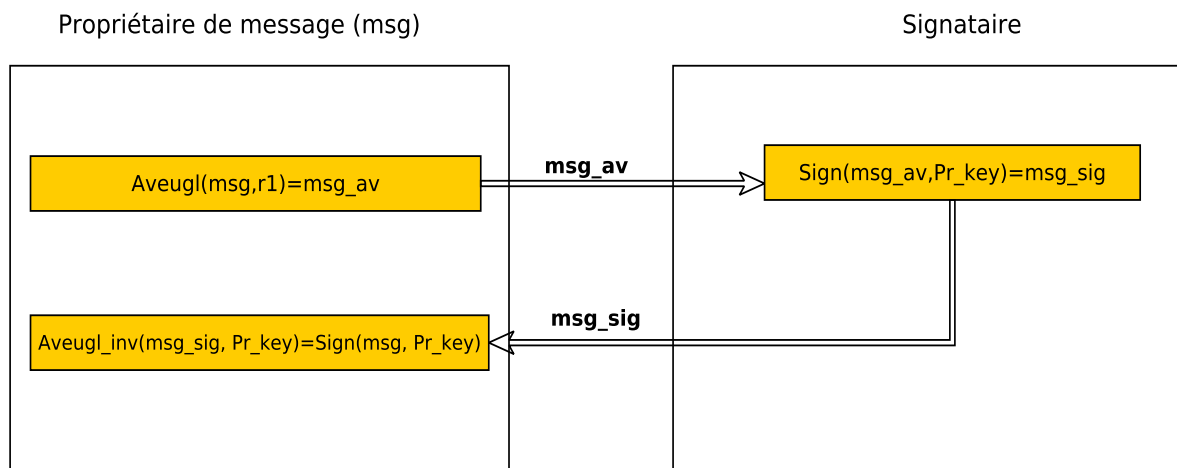 Propriétaire de message (msg)
Signataire
Aveugl(msg,r1)=msg_av
msg_av
Sign(msg_av,Pr_key)=msg_sig
msg_sig
Aveugl_inv(msg_sig, Pr_key)=Sign(msg, Pr_key)